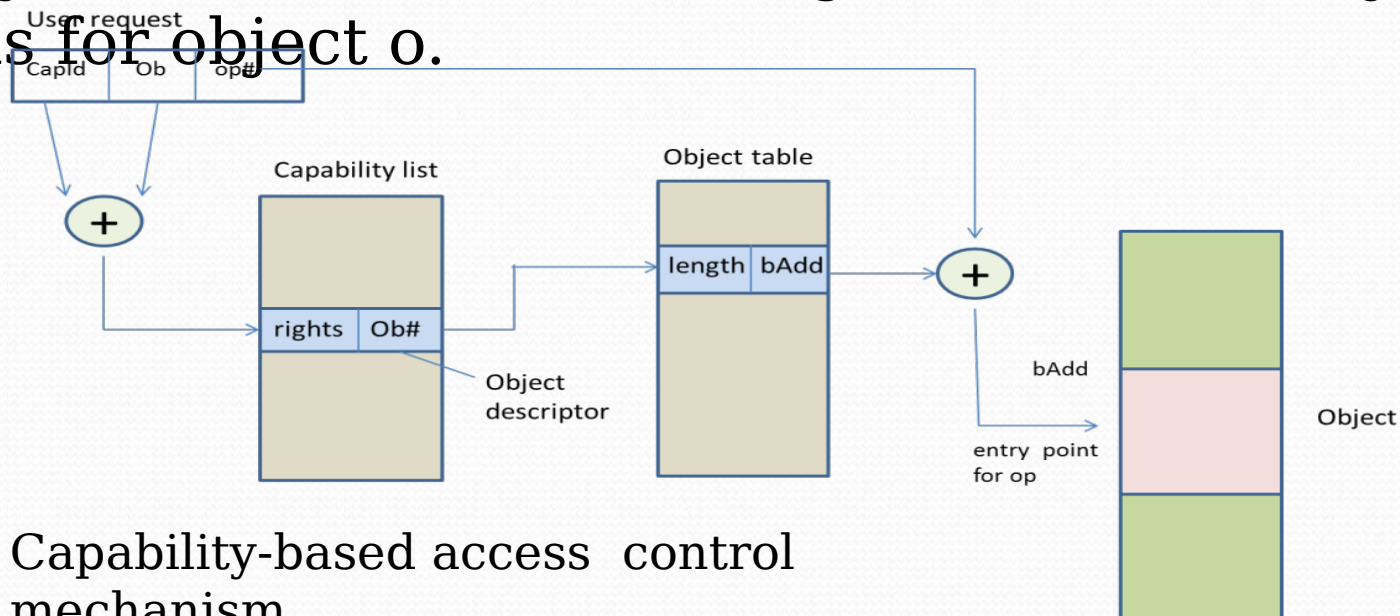 User request
s for object o.
CapId Ob op#
Capability list
Object table
+
length bAdd
+
rights Ob#
bAdd
Object
descriptor
Object
entry point
for op
Capability-based access control
mechanism